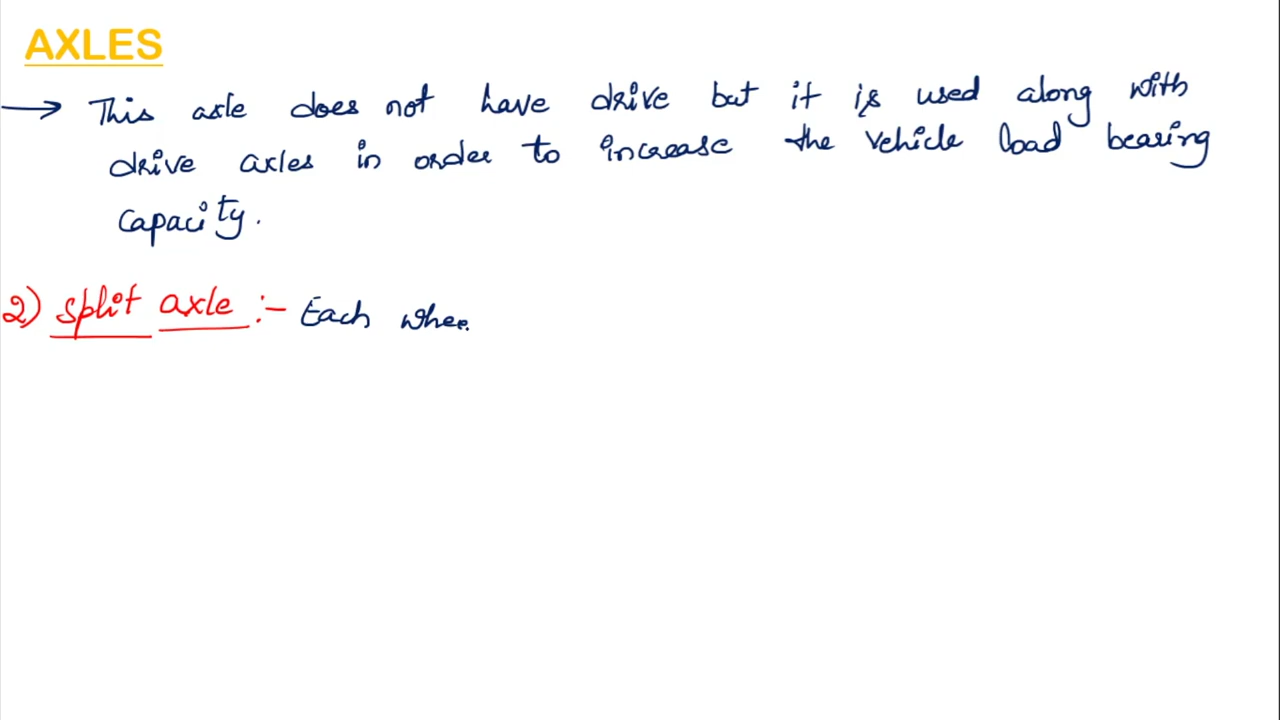 AXLES
→ This axle does not have drive but it is used along with
drive axles in order to increase the vehicle load bearing
capacity.
2) split axle :- Each whee